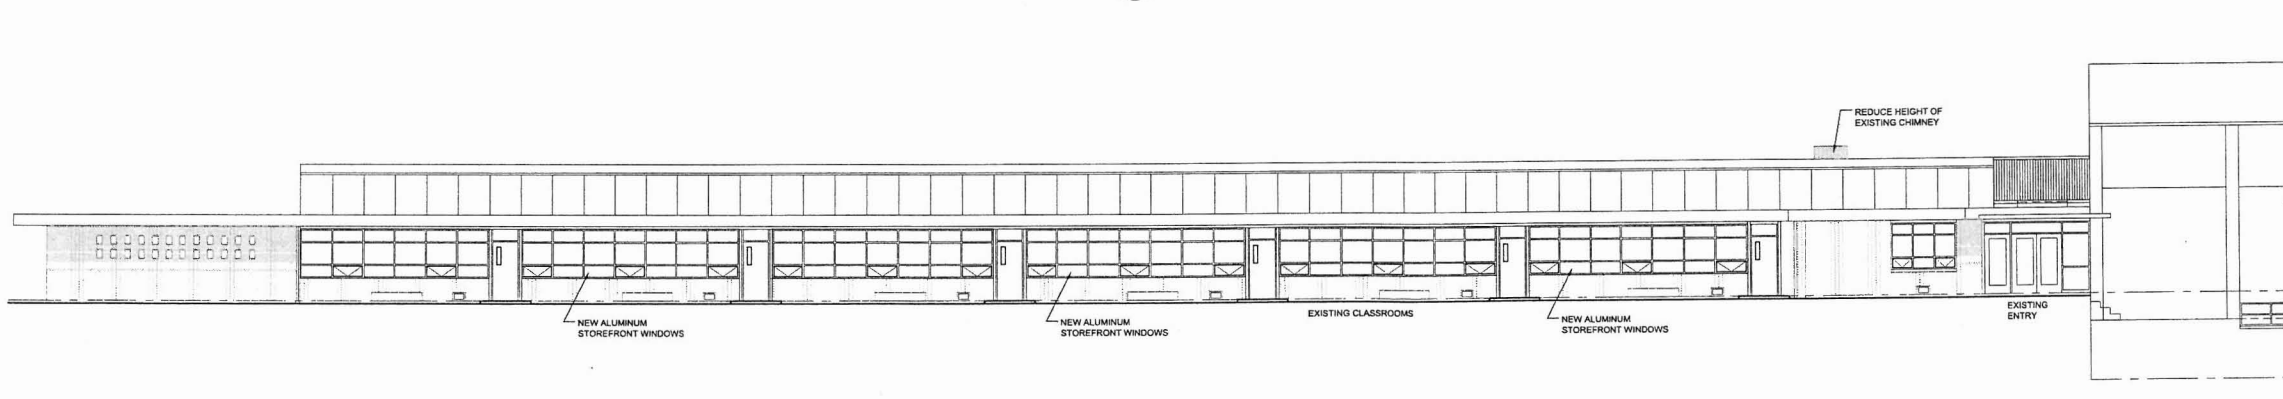 REDUCE HEIGHT OF
EXISTING CHIMNEY
NEW ALUMINUM
STOREFRONT WINDOWS
NEW ALUMINUM
STOREFRONT WINDOWS
EXISTING CLASSROOMS
NEW ALUMINUM
STOREFRONT WINDOWS
EXISTING
ENTRY